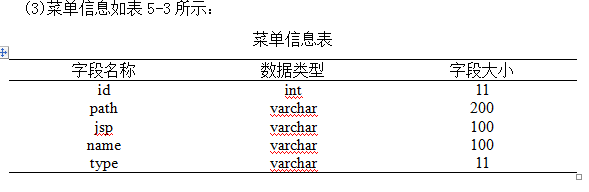 (3)菜单信息如表5-3所示：
菜单信息表
字段名称 数据类型 字段大小
id int 11
path varchar 200
jsp varchar 100
name varchar 100
type varchar 11